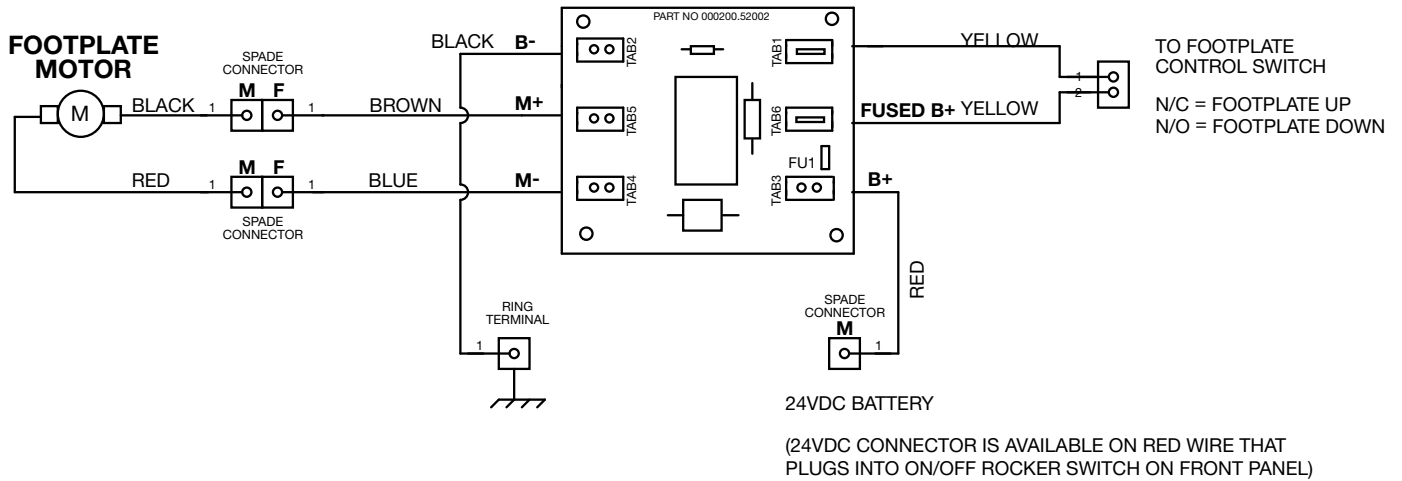 PART NO 000200.52002
FOOTPLATE
MOTOR
SPADE
CONNECTOR
M F
M
BLACK 1
1 BROWN M+
RED 1
M F
1 BLUE M-
SPADE
CONNECTOR
BLACK B-
TAB2
TAB5
TAB4
TAB1
TAB6
TAB3
FU1
YELLOW
FUSED B+ YELLOW
1
2
TO FOOTPLATE
CONTROL SWITCH
N/C = FOOTPLATE UP
N/O = FOOTPLATE DOWN
B+
RED
RING
TERMINAL
1
SPADE
CONNECTOR
M
1
24VDC BATTERY
(24VDC CONNECTOR IS AVAILABLE ON RED WIRE THAT
PLUGS INTO ON/OFF ROCKER SWITCH ON FRONT PANEL)